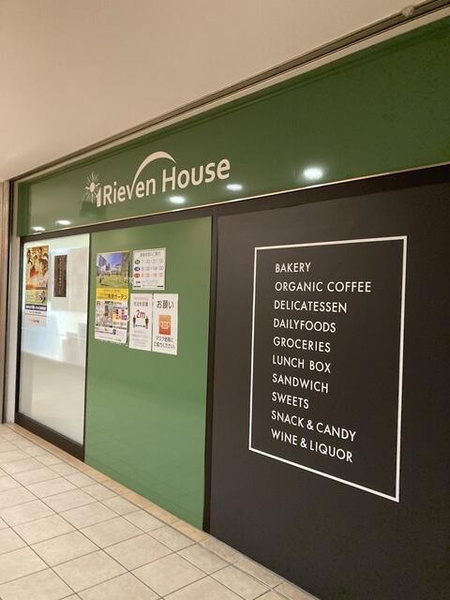 Rieven House
BAKERY
ORGANIC COFFEE
DELICATESSEN
DAILYFOODS
GROCERIES
LUNCH BOX
SANDWICH
SWEETS
SNACK & CANDY
WINE & LIQUOR
2m
お願い